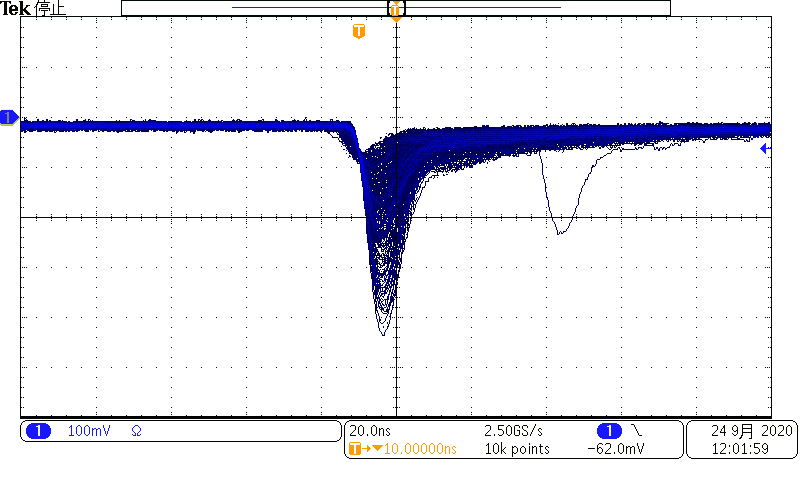 Tek 停止
T
T
1
1 100mV Ω
20.0ns 2.50GS/s 1
T 10.00000ns 10k points -62.0mV
24 9月 2020
12:01:59